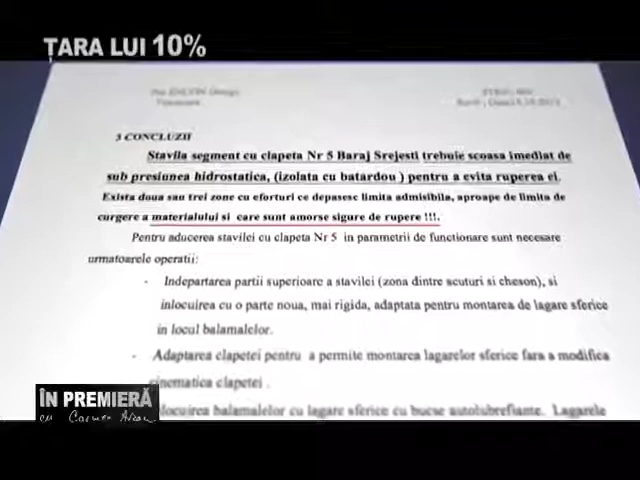 ȚARA LUI 10%
3 CONCLUZII
Stavila segment cu clapeta Nr 5 Baraj Srejesti trebuie scoasa imediat de
sub presiunea hidrostatica, (izolata cu batardou ) pentru a evita ruperea ei.
Exista doua sau trei zone cu eforturi ce depasesc limita admisibila, aproape de limita de
curgere a materialului si care sunt amorse sigure de rupere !!!.
Pentru aducerea stavilei cu clapeta Nr 5 in parametrii de functionare sunt necesare
urmatoarele operatii:
- Indepartarea partii superioare a stavilei (zona dintre scuturi si cheson), si
inlocuirea cu o parte noua, mai rigida, adaptata pentru montarea de lagare sferice
in locul balamalelor.
- Adaptarea clapetei pentru a permite montarea lagarelor sferice fara a modifica
cinematica clapetei .
inlocuirea balamalelor cu lagare sferice cu bucse autolubrefiante. Lagarele
ÎN PREMIERĂ
cu Carmen